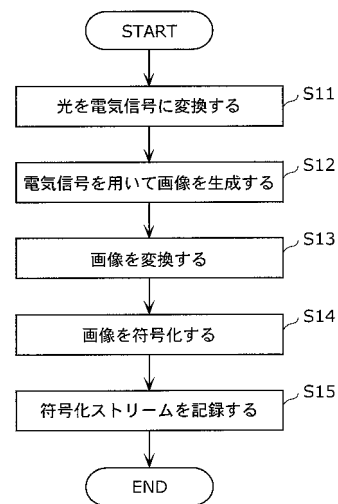 START
光を電気信号に変換する
S11
電気信号を用いて画像を生成する
S12
画像を変換する
S13
画像を符号化する
S14
符号化ストリームを記録する
S15
END